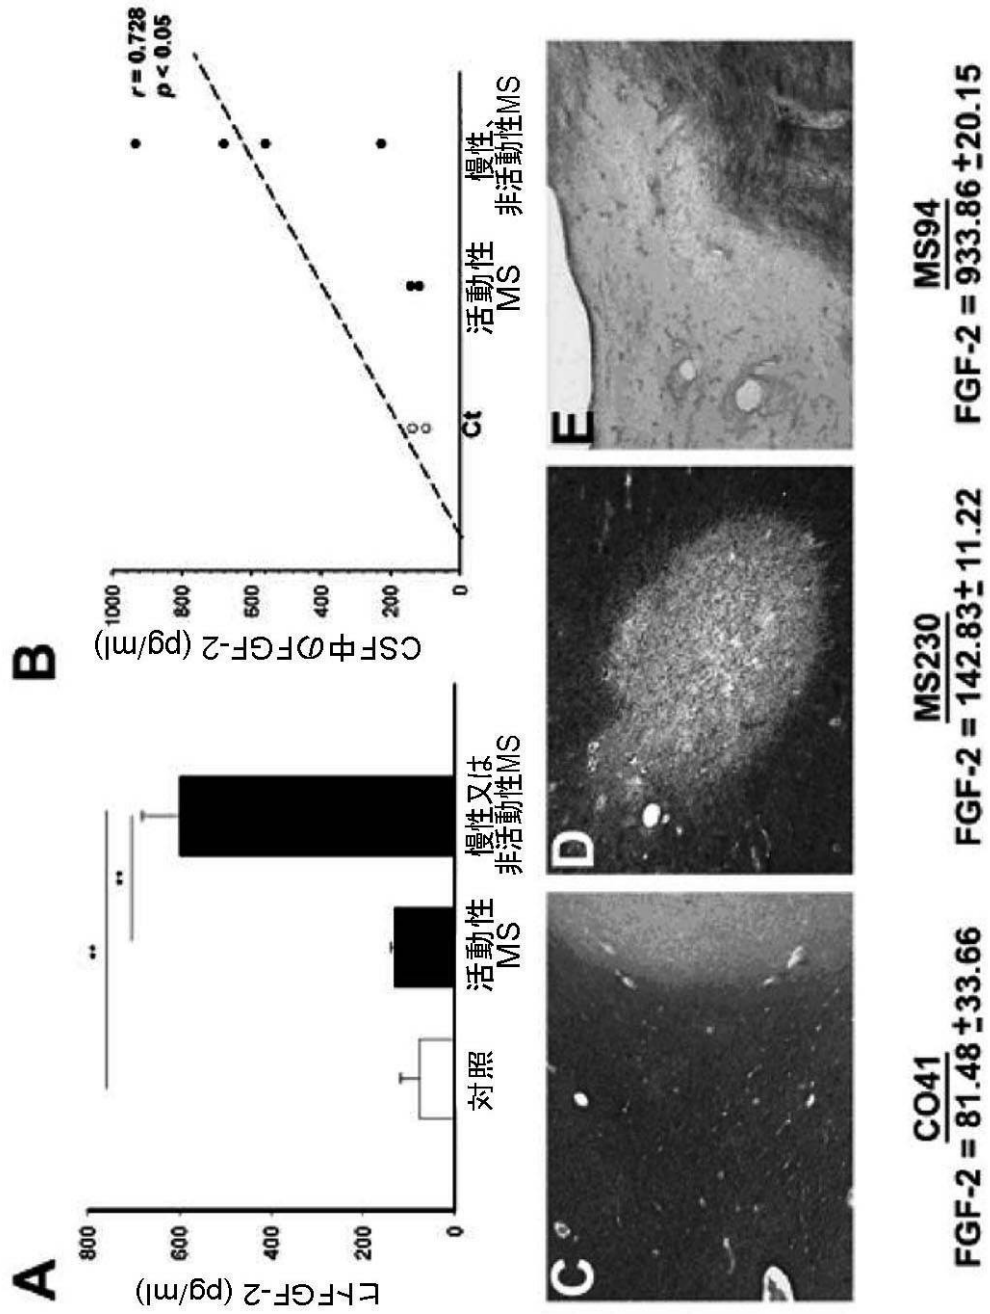 A
ヒトFGF-2 (pg/ml)
800
600
400
200
0
**
**
対照
活動性
MS
慢性又は
非活動性MS
B
CSF中のFGF-2 (pg/ml)
1000
800
600
400
200
0
r = 0.728
p < 0.05
Ct
活動性
MS
慢性、
非活動性MS
C
CO41
FGF-2 = 81.48 ±33.66
D
MS230
FGF-2 = 142.83± 11.22
E
MS94
FGF-2 = 933.86 ±20.15